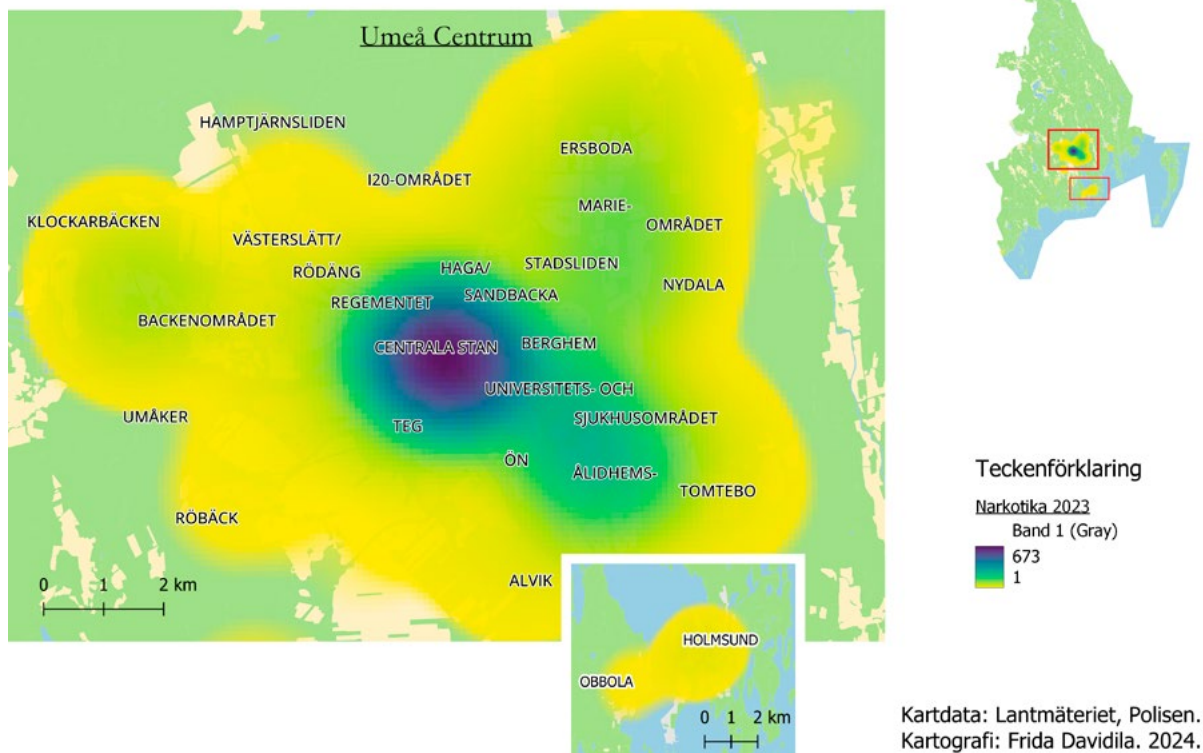 Umeå Centrum
HAMPTJÄRNSLIDEN
ERSBODA
I20-OMRÅDET
MARIE-
KLOCKARBÄCKEN
OMRÅDET
VÄSTERSLÄTT/
RÖDÄNG
HAGA/
STADSLIDEN
NYDALA
REGEMENTET
SANDBACKA
BACKENOMRÅDET
CENTRALA STAN
BERGHEM
UNIVERSITETS- OCH
UMÅKER
SJUKHUSOMRÅDET
TEG
ÖN
ÅLIDHEMS-
TOMTEBO
RÖBÄCK
ALVIK
0 1 2 km
HOLMSUND
OBBOLA
0 1 2 km
Teckenförklaring
Narkotika 2023
Band 1 (Gray)
673
1
Kartdata: Lantmäteriet, Polisen.
Kartografi: Frida Davidila. 2024.